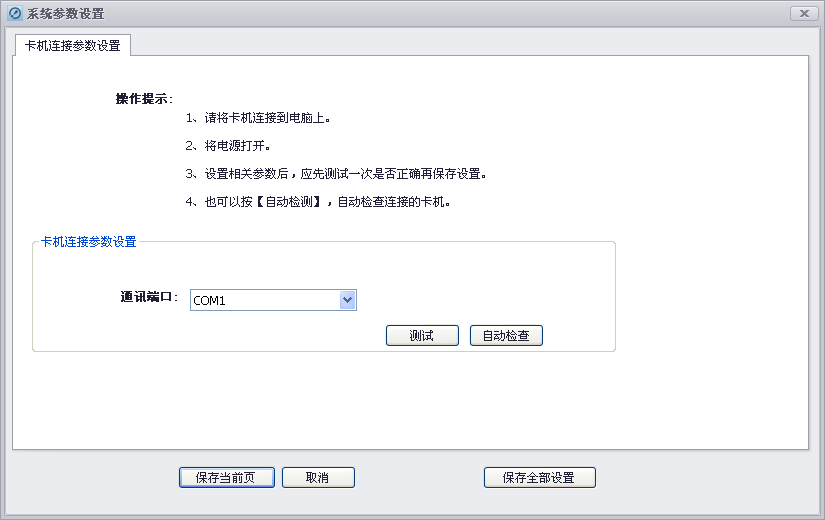 系统参数设置
卡机连接参数设置
操作提示:
1、请将卡机连接到电脑上。
2、将电源打开。
3、设置相关参数后，应先测试一次是否正确再保存设置。
4、也可以按【自动检测】，自动检查连接的卡机。
卡机连接参数设置
通讯端口: COM1
测试 自动检查
保存当前页 取消 保存全部设置